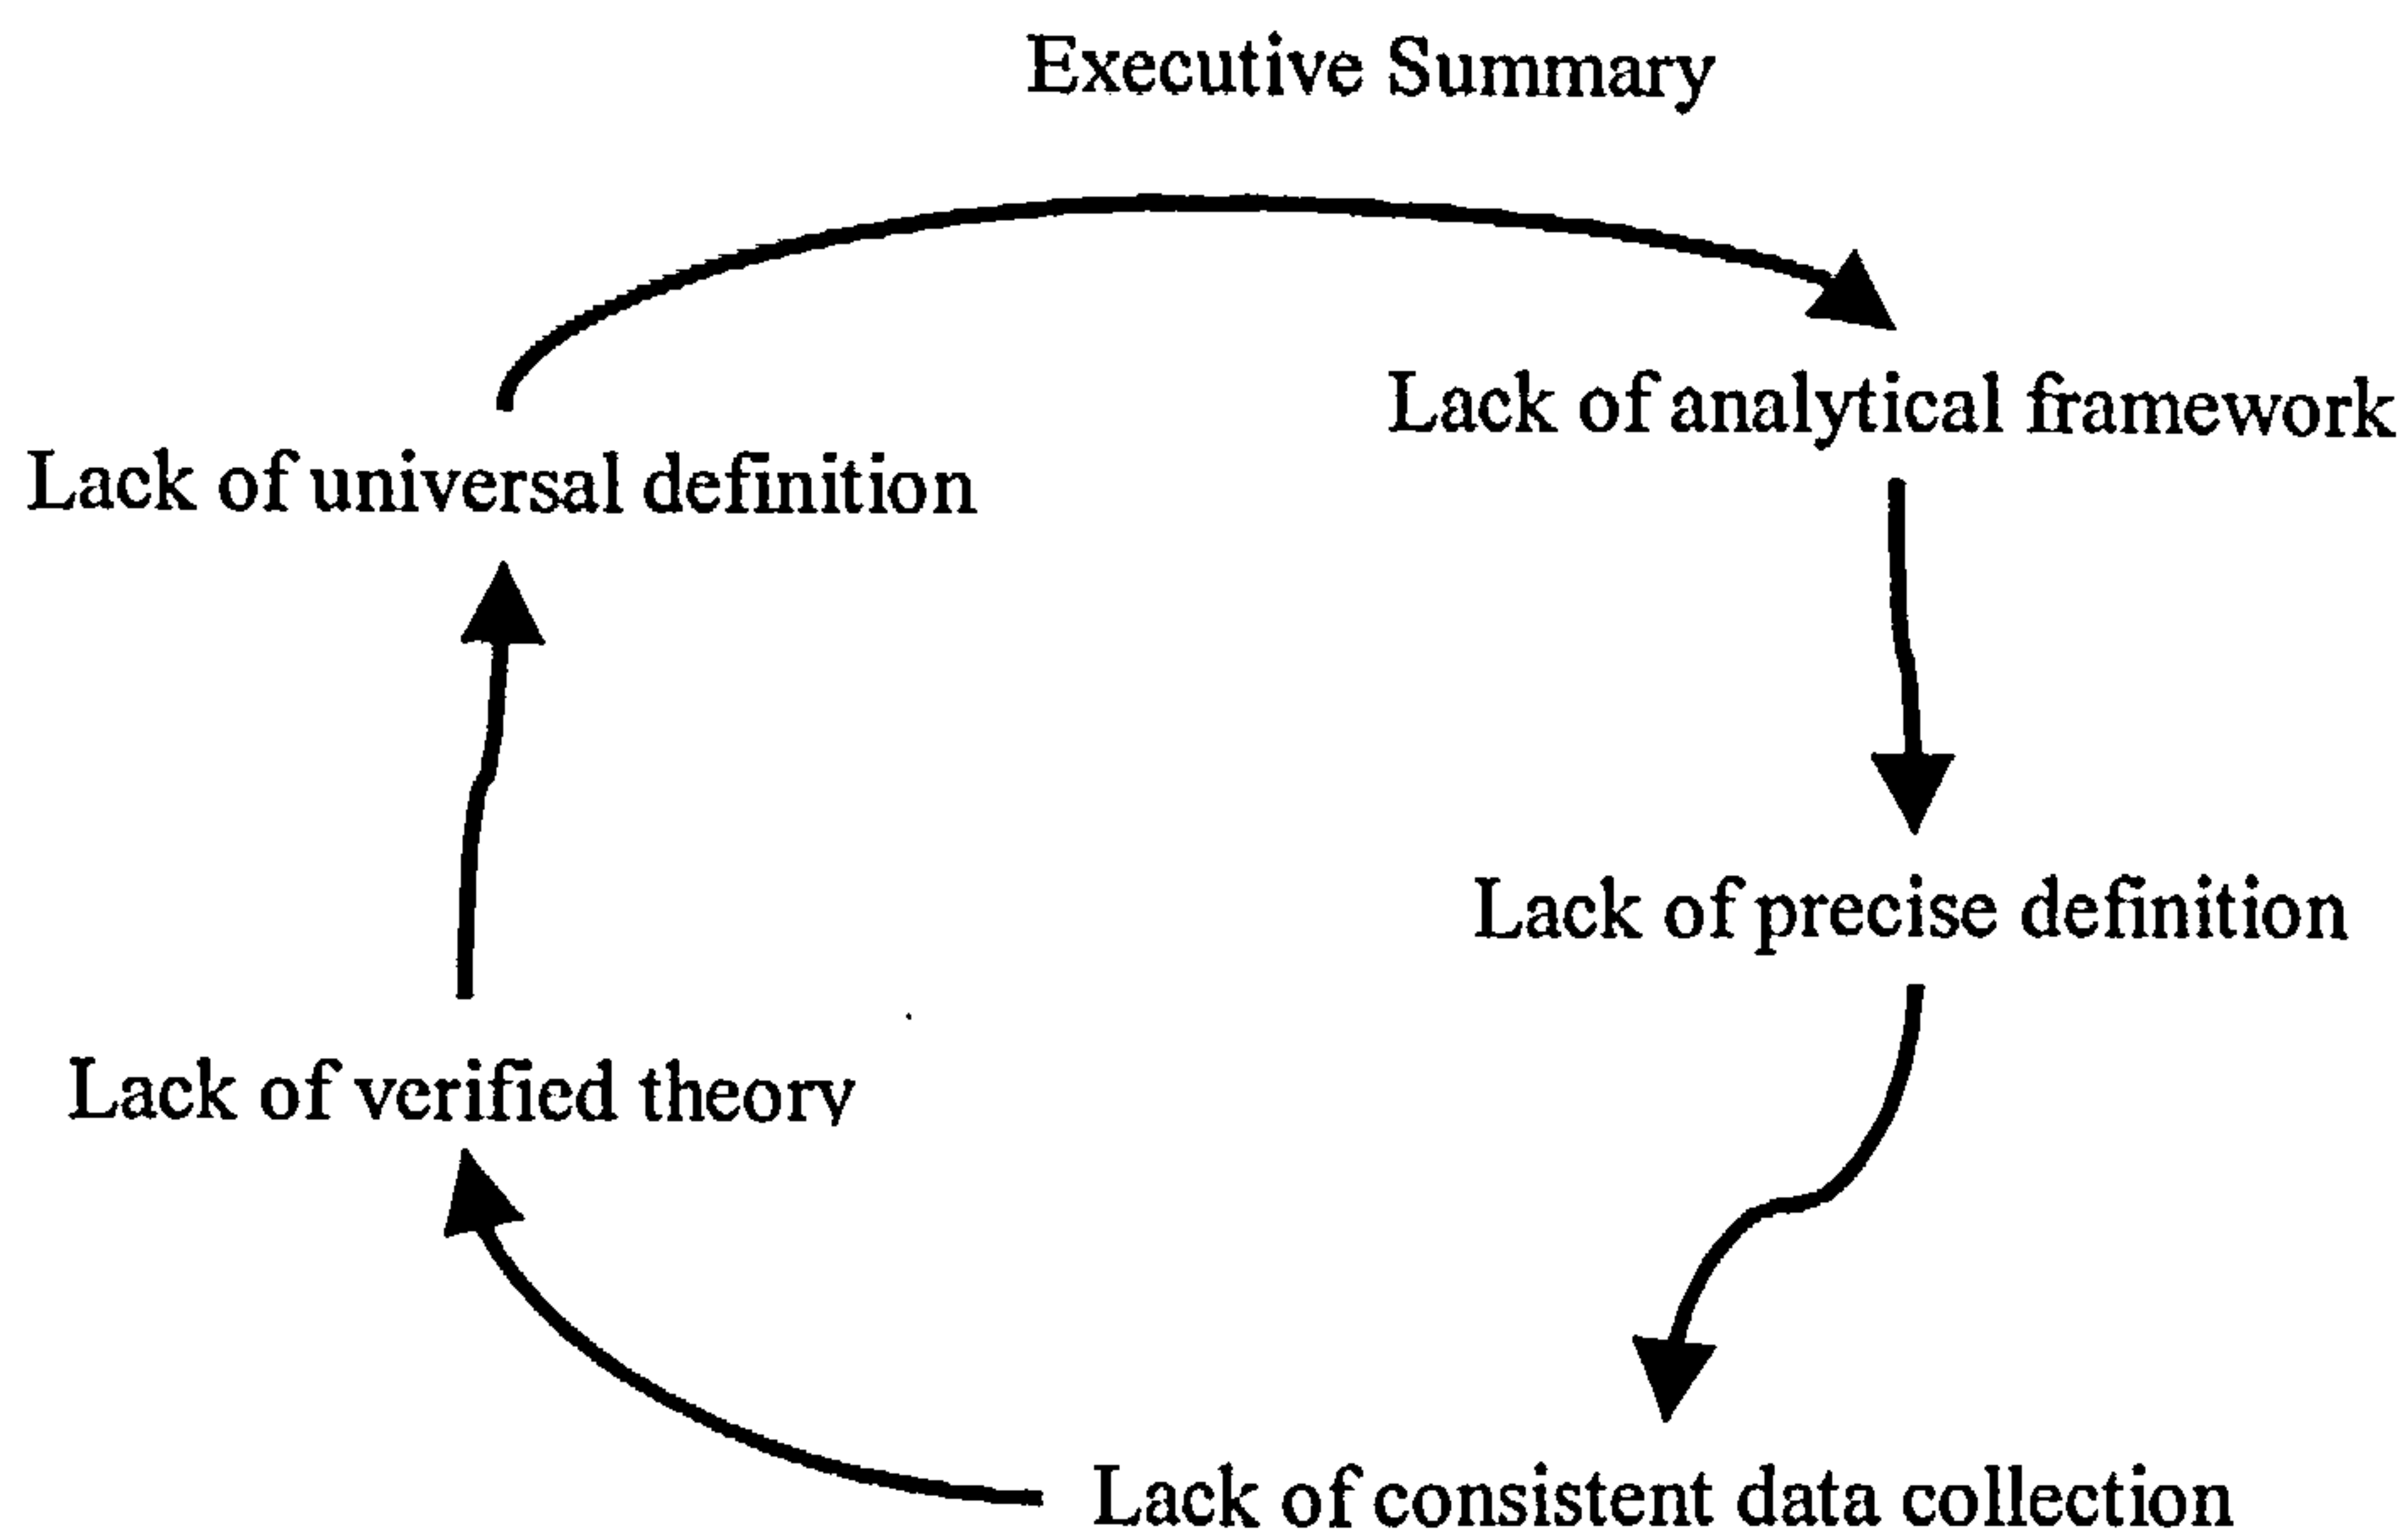 Executive Summary
Lack of analytical framework
Lack of universal definition
Lack of precise definition
Lack of verified theory
Lack of consistent data collection